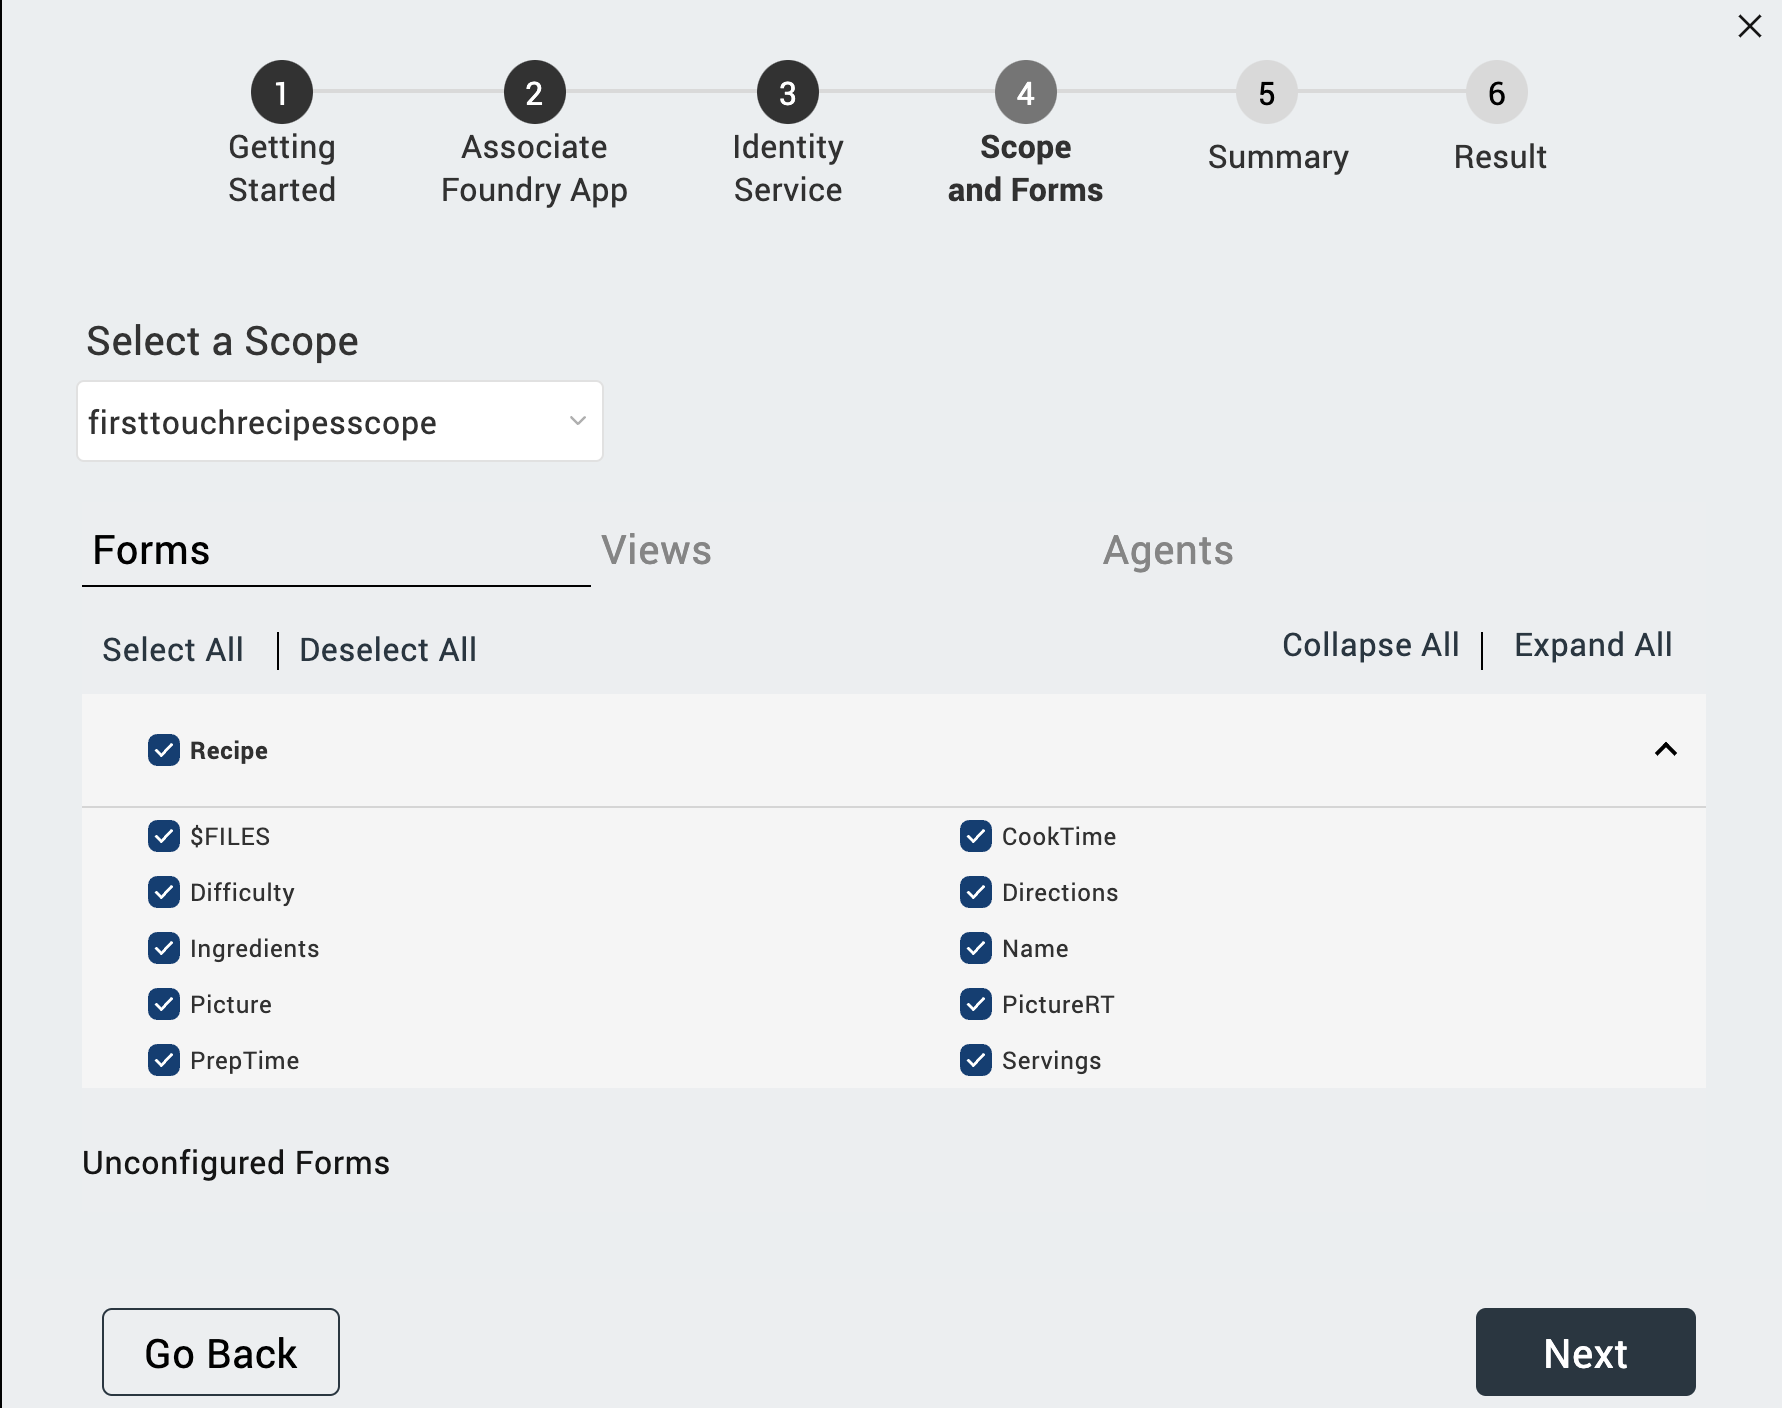 1
2
3
4
5
6
Getting
Started
Associate
Foundry App
Identity
Service
Scope
and Forms
Summary
Result
Select a Scope
firsttouchrecipesscope
Forms
Views
Agents
Select All | Deselect All
Collapse All | Expand All
Recipe
$FILES
CookTime
Difficulty
Directions
Ingredients
Name
Picture
PictureRT
PrepTime
Servings
Unconfigured Forms
Go Back
Next